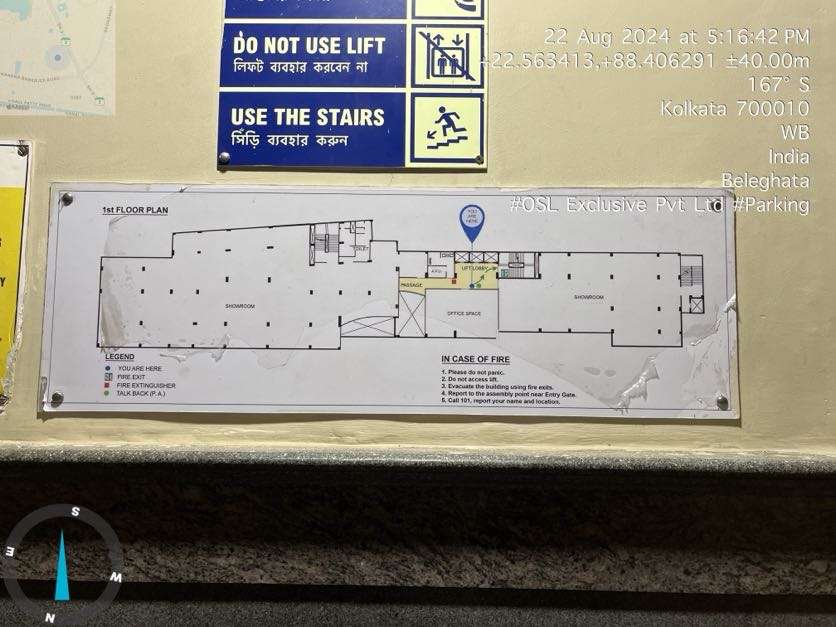 DO NOT USE LIFT
লিফট ব্যবহার করবেন না
USE THE STAIRS
সিঁড়ি ব্যবহার করুন
22 Aug 2024 at 5:16:42 PM
+22.563413,+88.406291 ±40.00m
167° S
Kolkata 700010
WB
India
Beleghata
#OSL Exclusive Pvt Ltd #Parking
1st FLOOR PLAN
YOU
ARE
HERE
TOILET
LIFT LOBBY
PASSAGE
SHOWROOM
SHOWROOM
OFFICE SPACE
LEGEND
YOU ARE HERE
FIRE EXIT
FIRE EXTINGUISHER
TALK BACK (P.A.)
IN CASE OF FIRE
1. Please do not panic.
2. Do not access lift.
3. Evacuate the building using fire exits.
4. Report to the assembly point near Entry Gate.
5. Call 101, report your name and location.
S
E
W
N